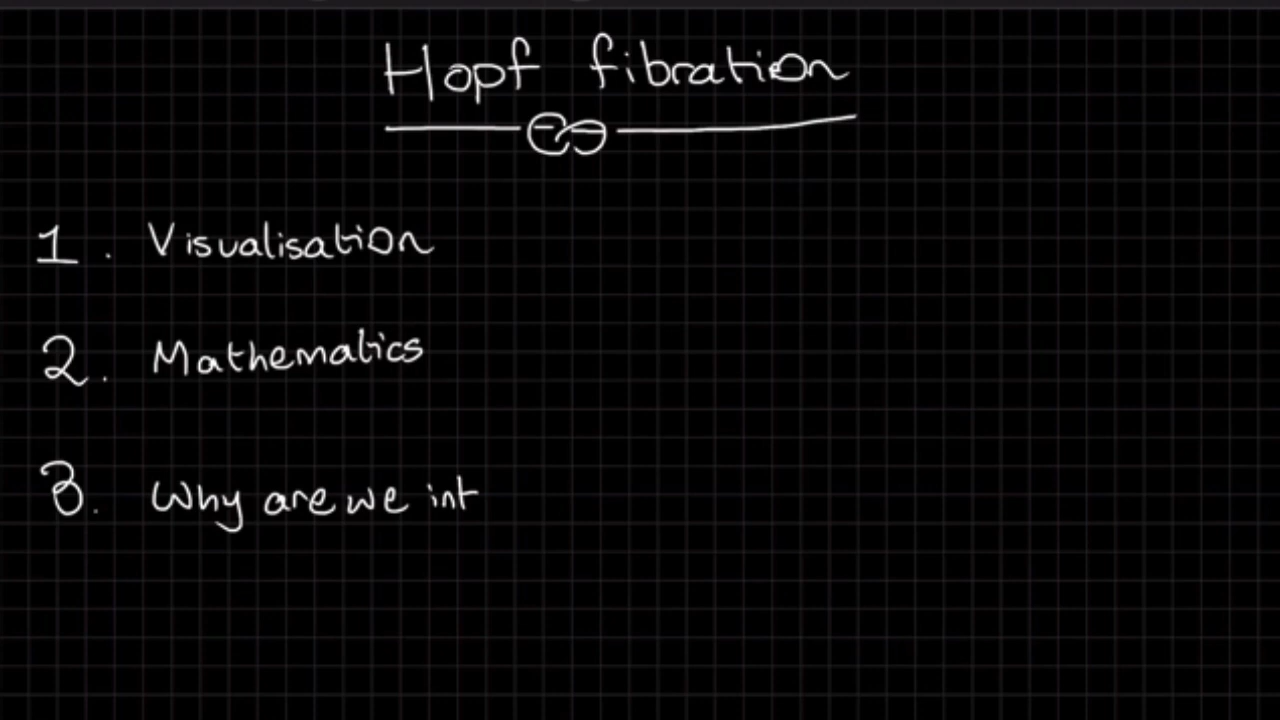 Hopf fibration
1. Visualisation
2. Mathematics
3. Why are we int